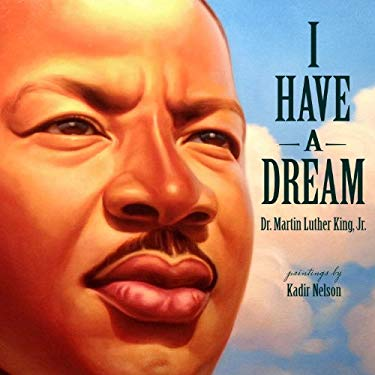 I
HAVE
A
DREAM
Dr. Martin Luther King, Jr.
paintings by
Kadir Nelson